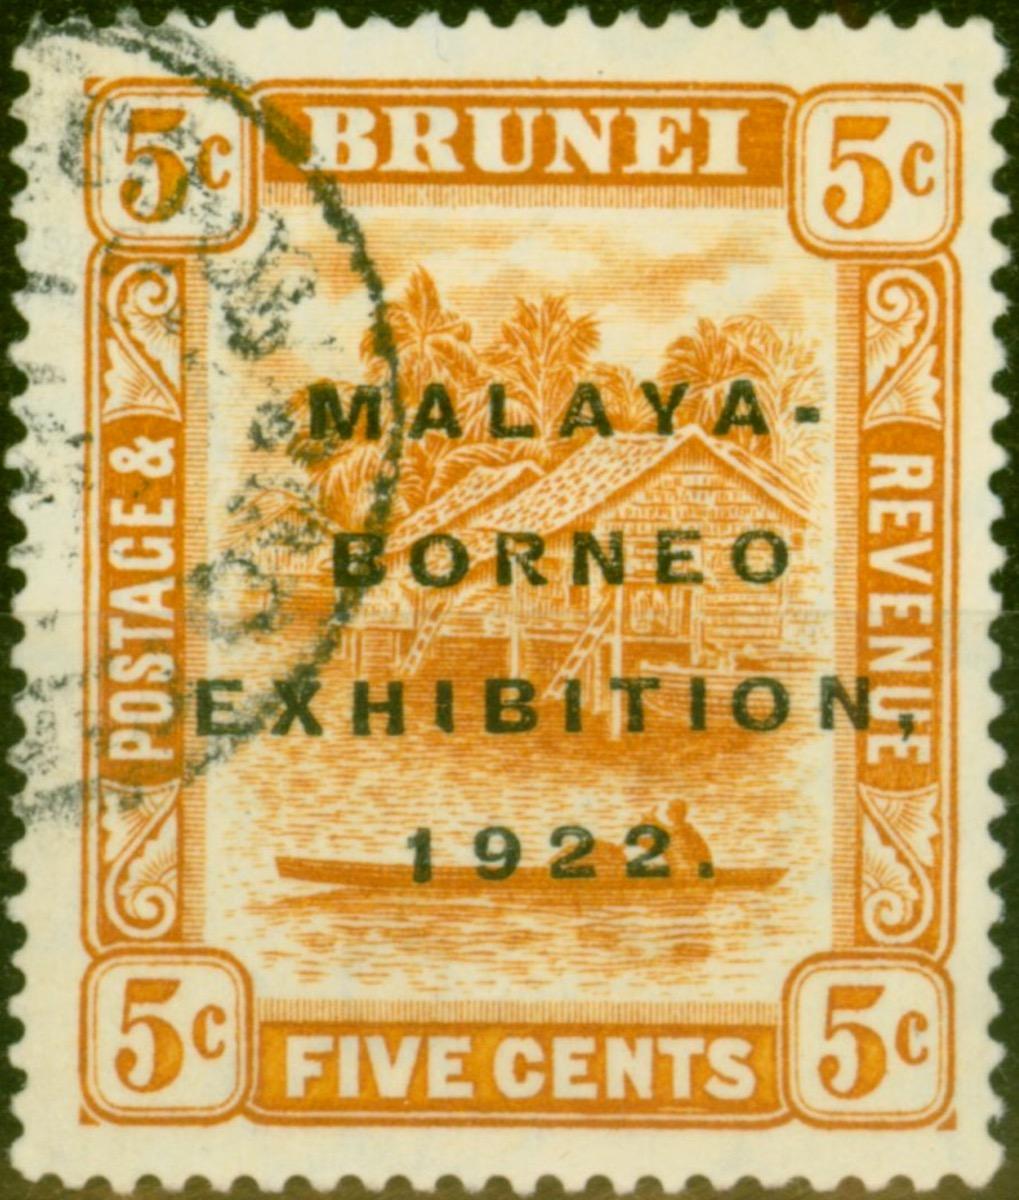 5c BRUNEI 5c
POSTAGE &
REVENUE
MALAYA-
BORNEO
EXHIBITION,
1922.
5c FIVE CENTS 5c